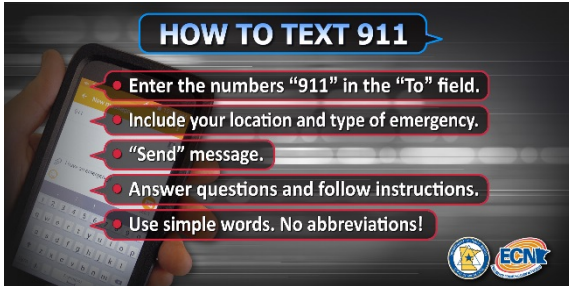 HOW TO TEXT 911
Enter the numbers “911” in the “To” field.
Include your location and type of emergency.
“Send” message.
Answer questions and follow instructions.
Use simple words. No abbreviations!
ECN